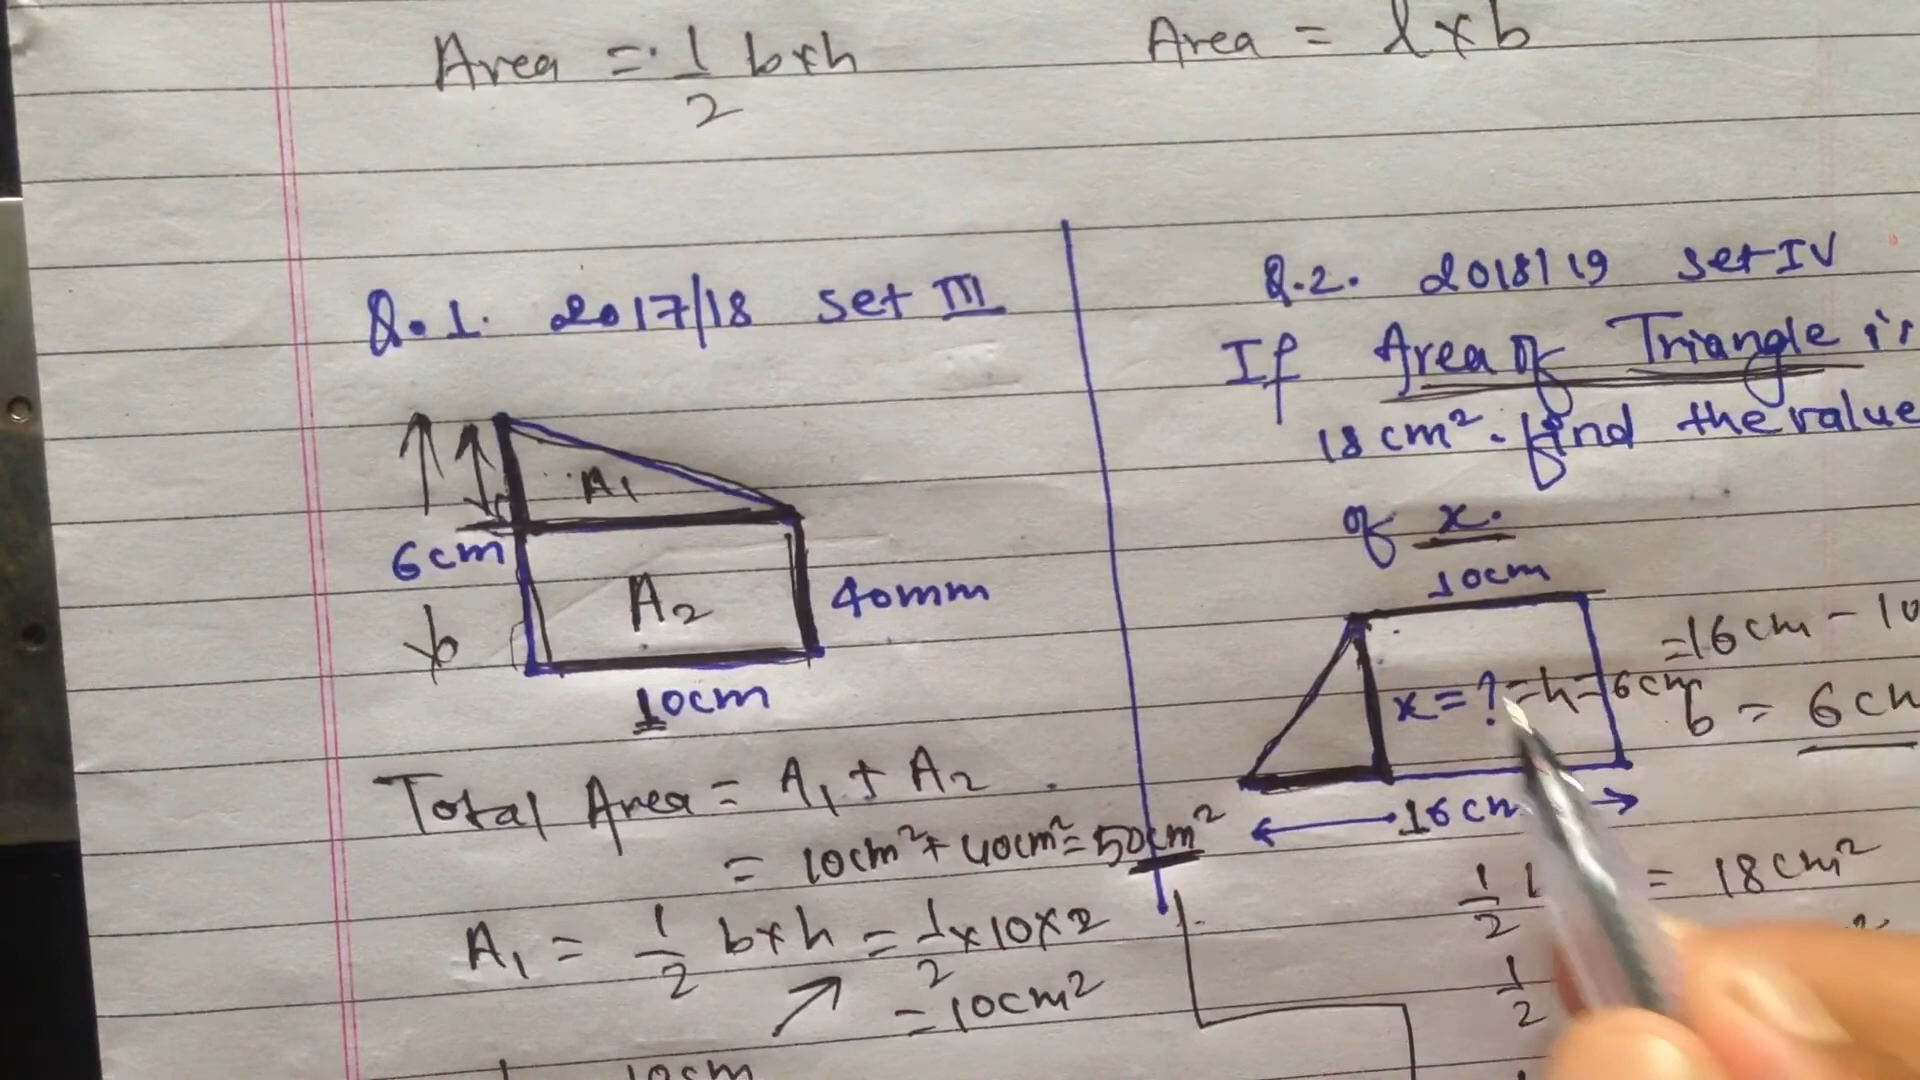 Area = 1/2 b×h
Area = l×b
Q.1. 2017/18 set III
A1
6cm
A2
40mm
10cm
Total Area = A1 + A2
= 10cm² + 40cm² = 50cm²
A1 = 1/2 b×h = 1/2 × 10 × 2
= 10cm²
10cm
Q.2. 2018/19 set IV
If Area of Triangle is
18cm². find the value
of x.
10cm
x = ? = h = 6cm
=16cm - 10
b = 6cm
16cm
1/2 = 18cm²
1/2